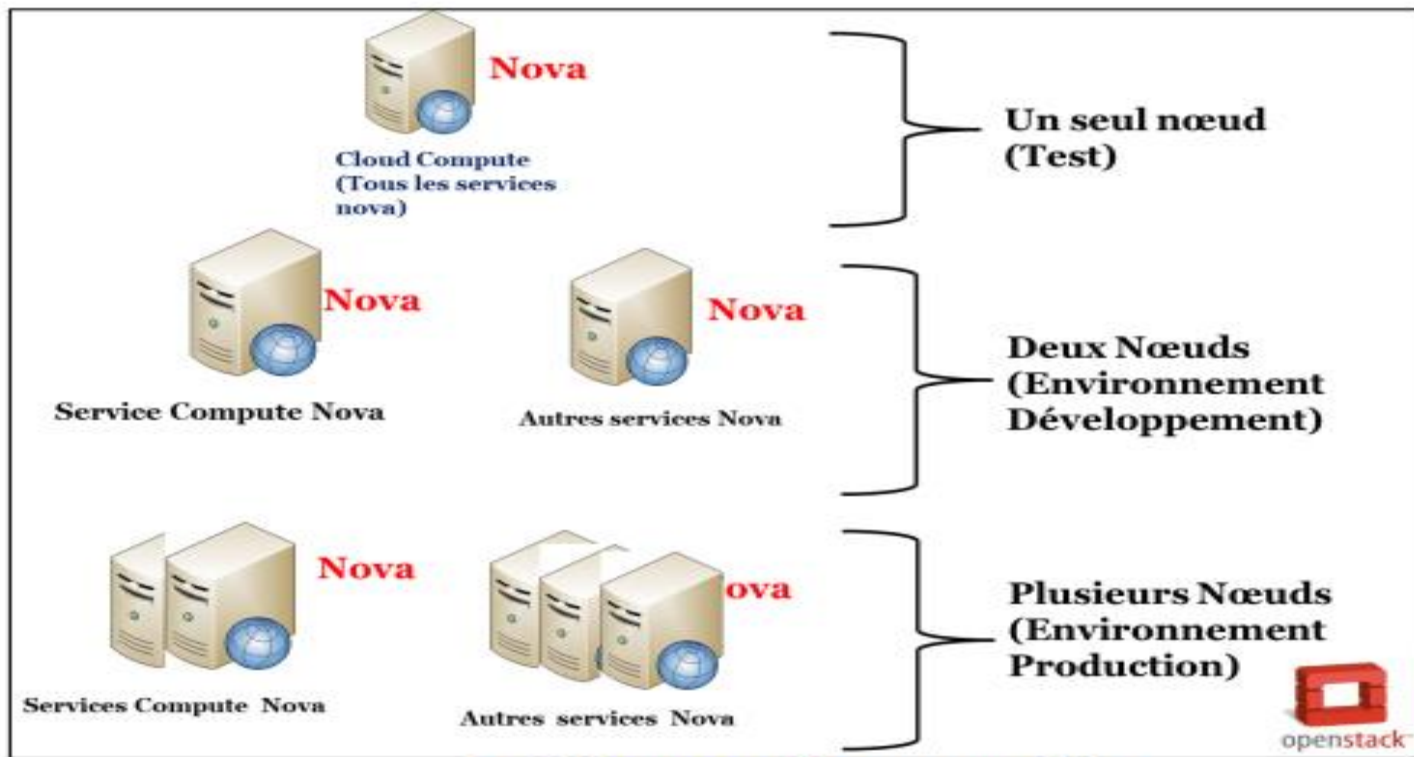 Nova
Cloud Compute
(Tous les services
nova)
Un seul nœud
(Test)
Nova
Service Compute Nova
Nova
Autres services Nova
Deux Nœuds
(Environnement
Développement)
Nova
Services Compute Nova
ova
Autres services Nova
Plusieurs Nœuds
(Environnement
Production)
openstack